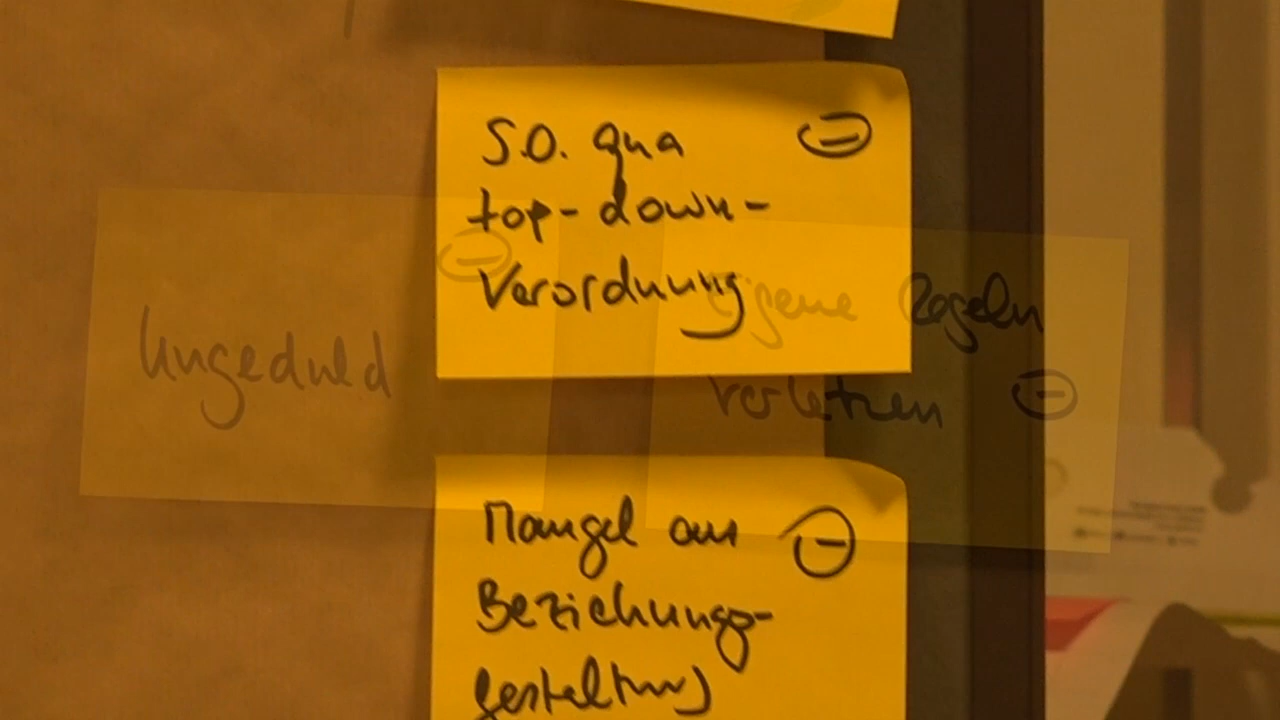 S.O. qua
top-down-
Verordnung
Ungeduld
eigene Regeln
verletzen
Mangel an
Beziehungs-
gestaltung